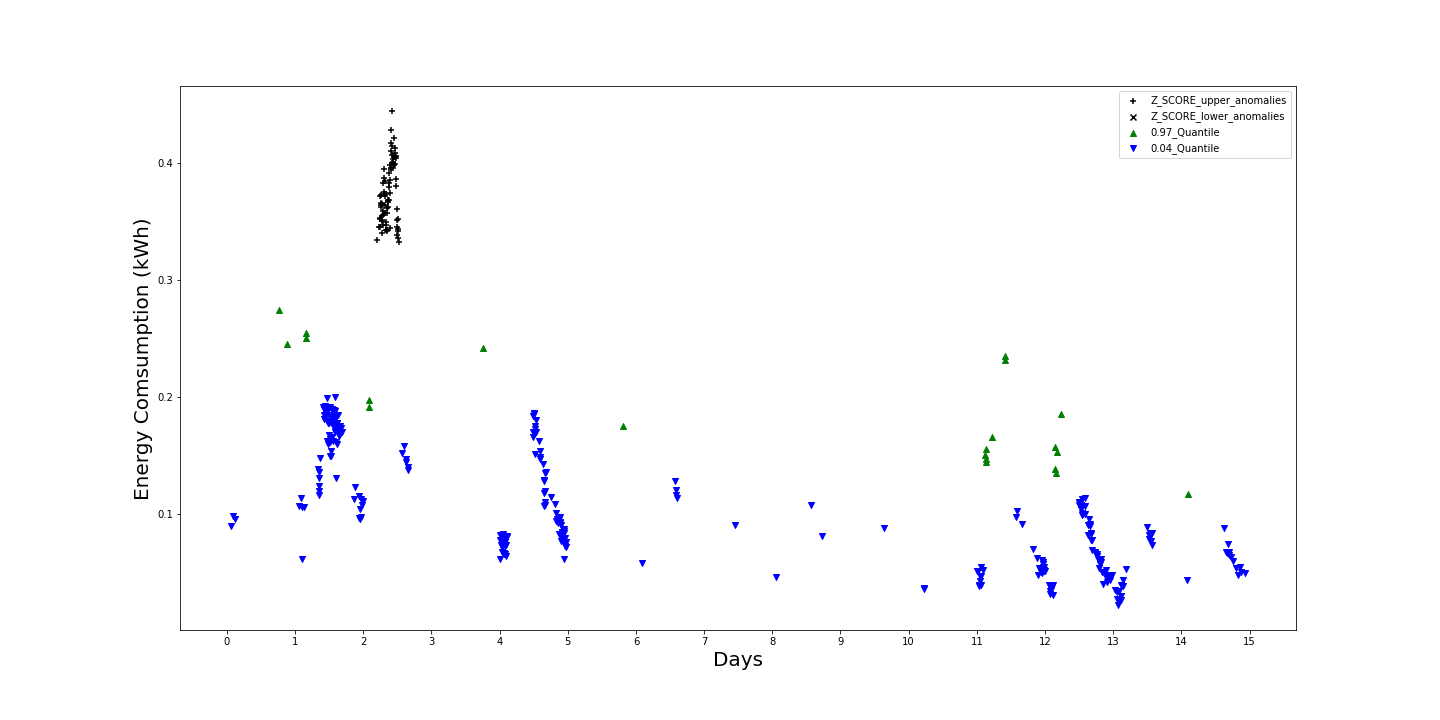 Z_SCORE_upper_anomalies
Z_SCORE_lower_anomalies
0.97_Quantile
0.04_Quantile
0.4
0.3
0.2
0.1
Energy Comsumption (kWh)
0 1 2 3 4 5 6 7 8 9 10 11 12 13 14 15
Days